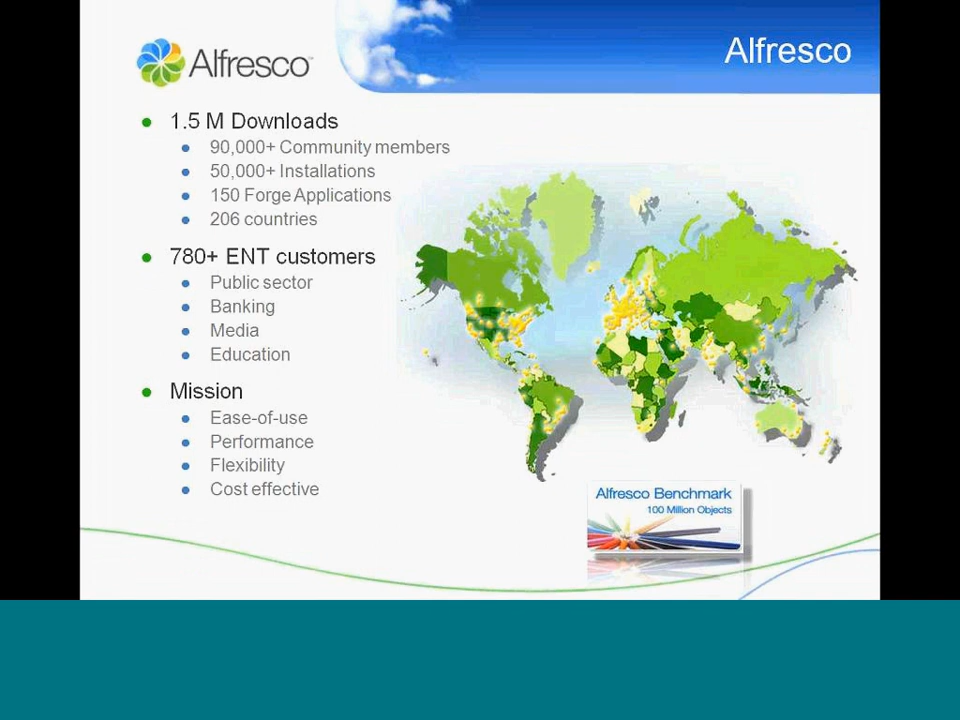 Alfresco
Alfresco
1.5 M Downloads
90,000+ Community members
50,000+ Installations
150 Forge Applications
206 countries
780+ ENT customers
Public sector
Banking
Media
Education
Mission
Ease-of-use
Performance
Flexibility
Cost effective
Alfresco Benchmark
100 Million Objects